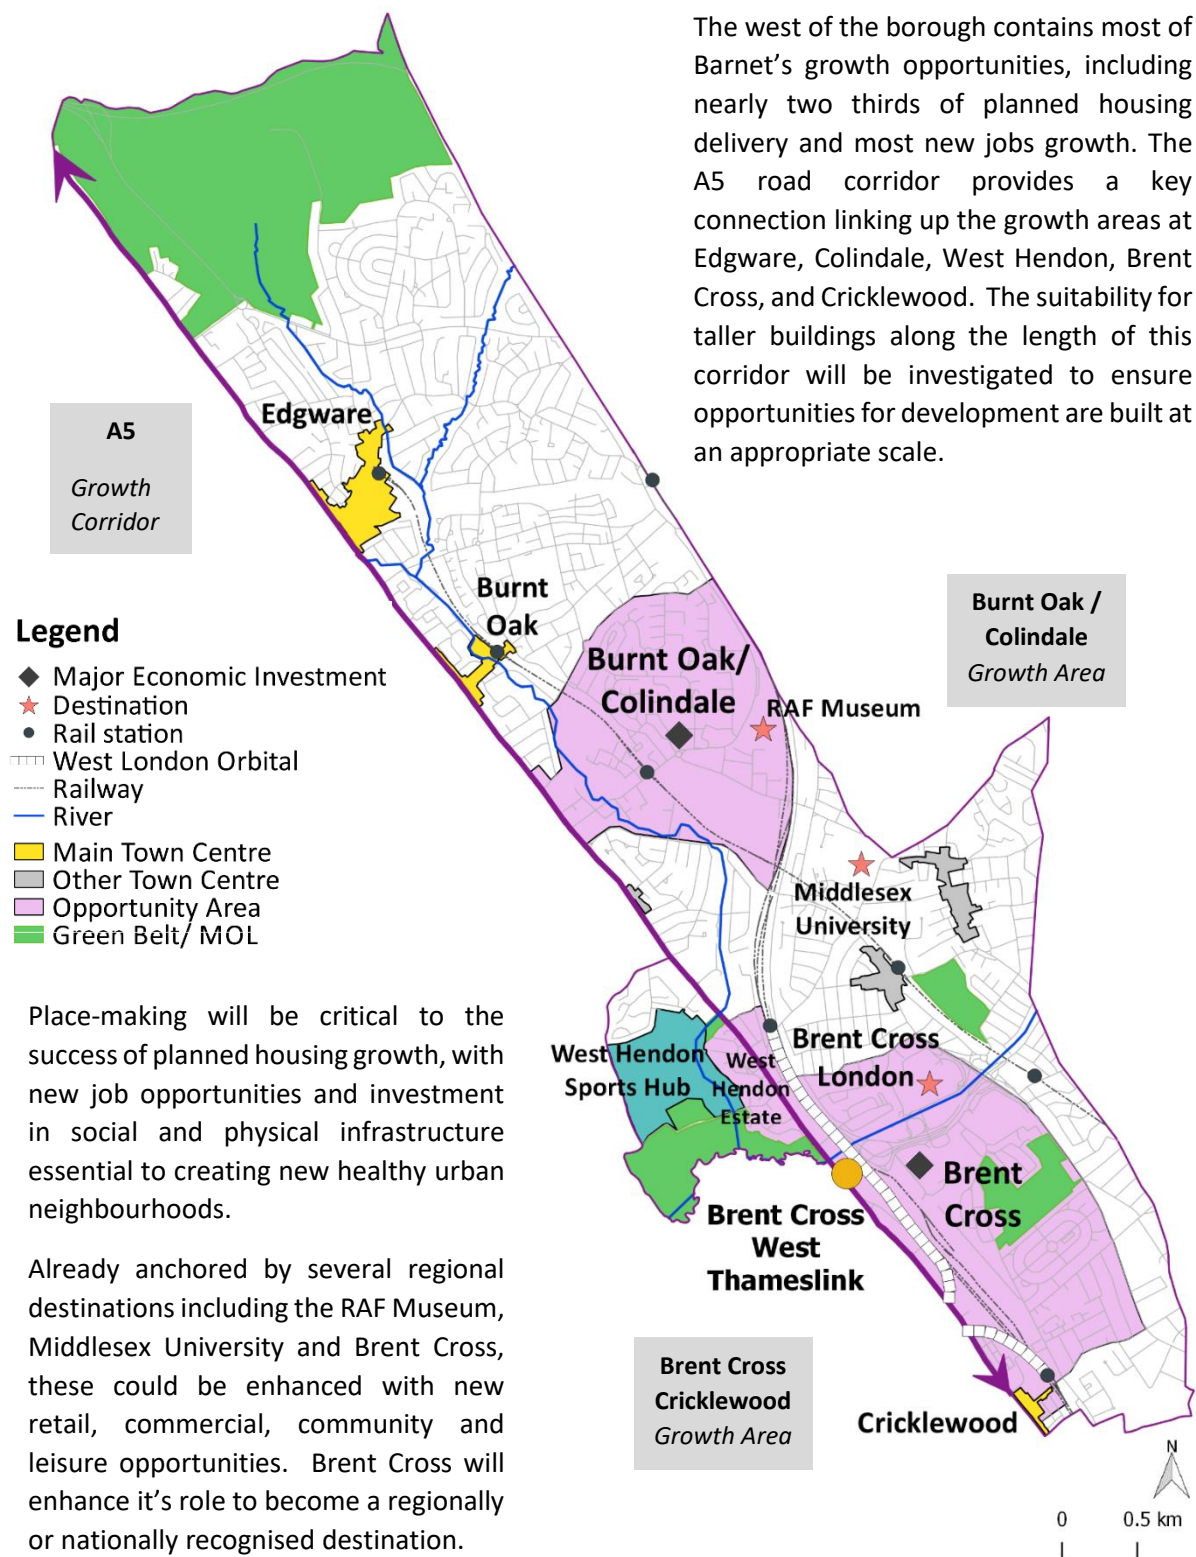 The west of the borough contains most of
Barnet's growth opportunities, including
nearly two thirds of planned housing
delivery and most new jobs growth. The
A5 road corridor provides a key
connection linking up the growth areas at
Edgware, Colindale, West Hendon, Brent
Cross, and Cricklewood. The suitability for
taller buildings along the length of this
corridor will be investigated to ensure
opportunities for development are built at
an appropriate scale.
A5
Growth
Corridor
Edgware
Burnt
Oak
Burnt Oak/
Colindale
RAF Museum
Burnt Oak /
Colindale
Growth Area
Legend
Major Economic Investment
Destination
Rail station
West London Orbital
Railway
River
Main Town Centre
Other Town Centre
Opportunity Area
Green Belt/ MOL
Middlesex
University
West Hendon
Sports Hub
West
Hendon
Estate
Brent Cross
London
Brent
Cross
Brent Cross
West
Thameslink
Brent Cross
Cricklewood
Growth Area
Cricklewood
Place-making will be critical to the
success of planned housing growth, with
new job opportunities and investment
in social and physical infrastructure
essential to creating new healthy urban
neighbourhoods.
Already anchored by several regional
destinations including the RAF Museum,
Middlesex University and Brent Cross,
these could be enhanced with new
retail, commercial, community and
leisure opportunities. Brent Cross will
enhance it's role to become a regionally
or nationally recognised destination.
N
0 0.5 km